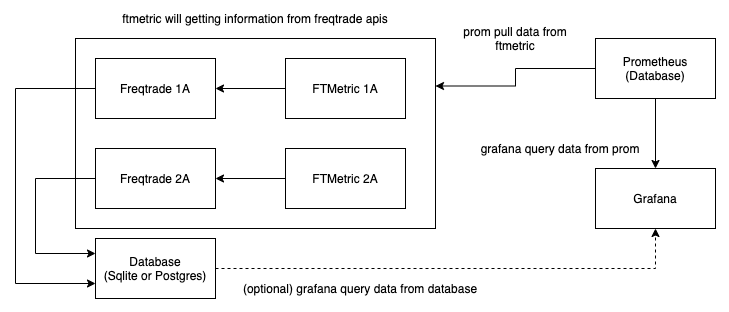 ftmetric will getting information from freqtrade apis
prom pull data from
ftmetric
Freqtrade 1A
FTMetric 1A
Prometheus
(Database)
grafana query data from prom
Freqtrade 2A
FTMetric 2A
Grafana
Database
(Sqlite or Postgres)
(optional) grafana query data from database